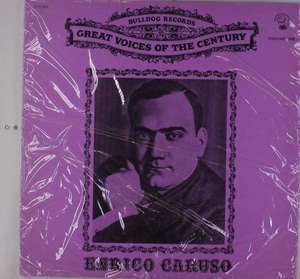 BULLDOG RECORDS
GREAT VOICES OF THE CENTURY
ENRICO CARUSO